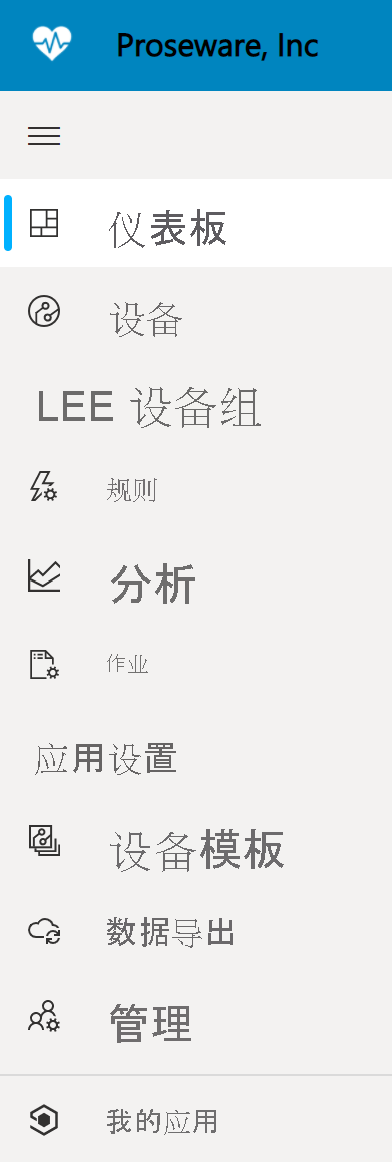 Proseware, Inc
仪表板
设备
LEE 设备组
规则
分析
作业
应用设置
设备模板
数据导出
管理
我的应用